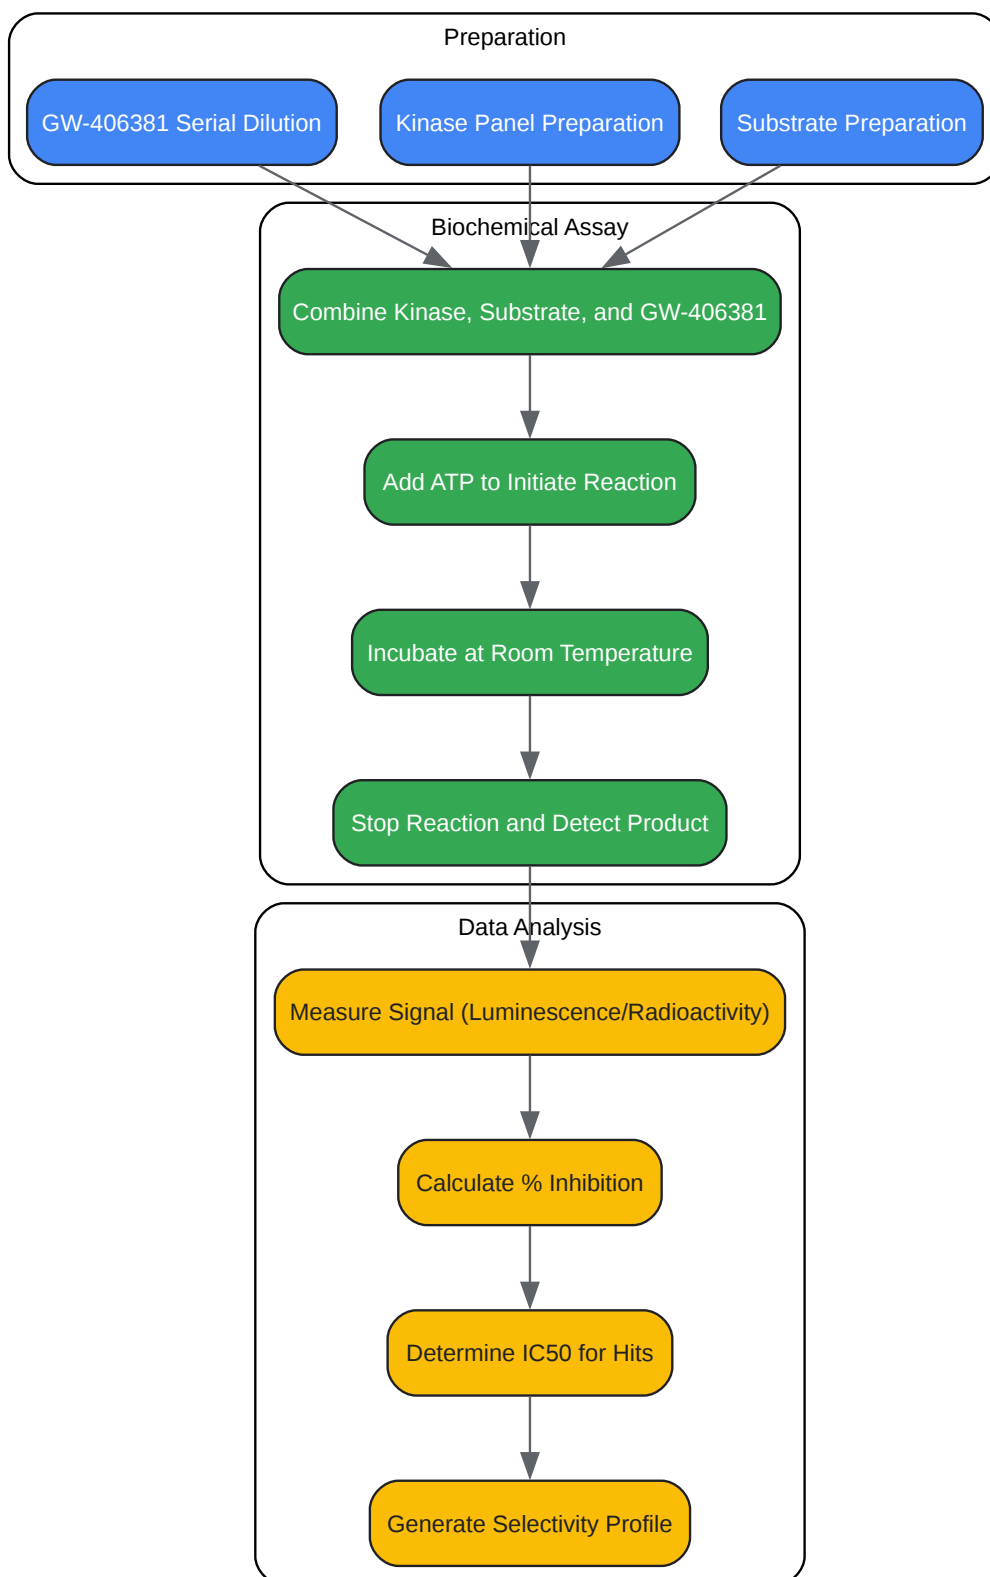 Preparation
GW-406381 Serial Dilution
Kinase Panel Preparation
Substrate Preparation
Biochemical Assay
Combine Kinase, Substrate, and GW-406381
Add ATP to Initiate Reaction
Incubate at Room Temperature
Stop Reaction and Detect Product
Data Analysis
Measure Signal (Luminescence/Radioactivity)
Calculate % Inhibition
Determine IC50 for Hits
Generate Selectivity Profile